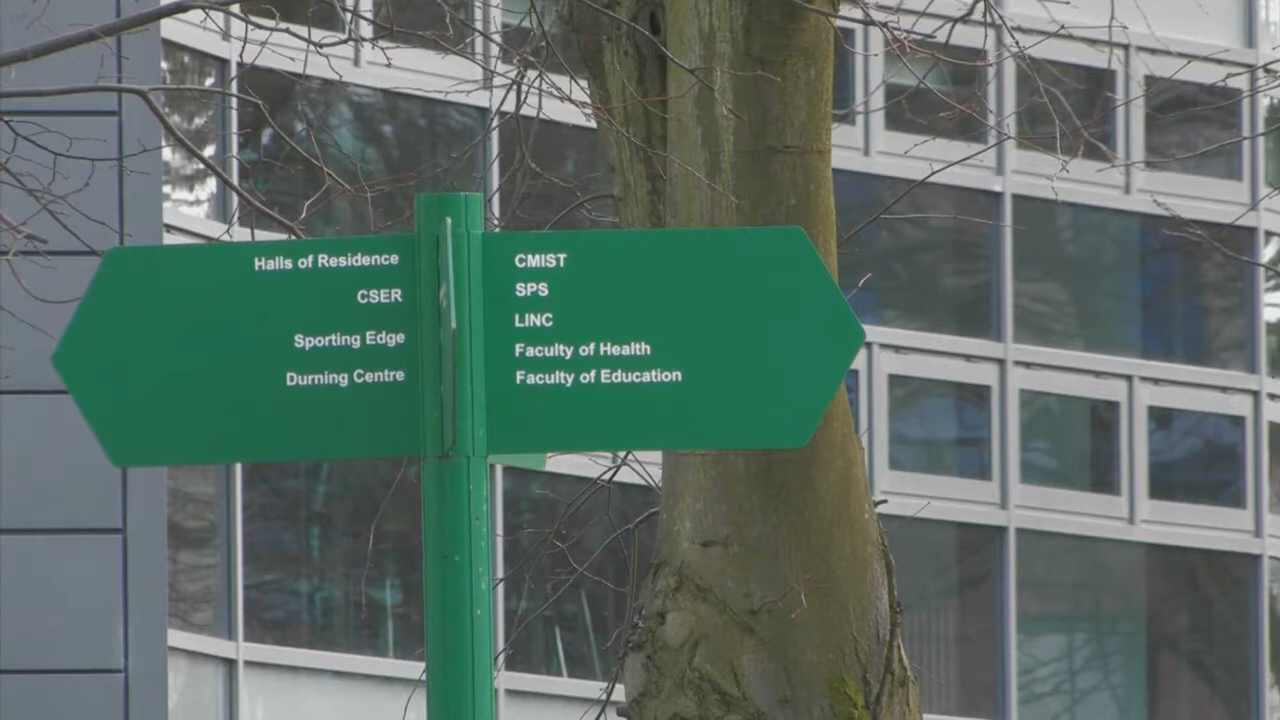 Halls of Residence
CSER
Sporting Edge
Durning Centre
CMIST
SPS
LINC
Faculty of Health
Faculty of Education